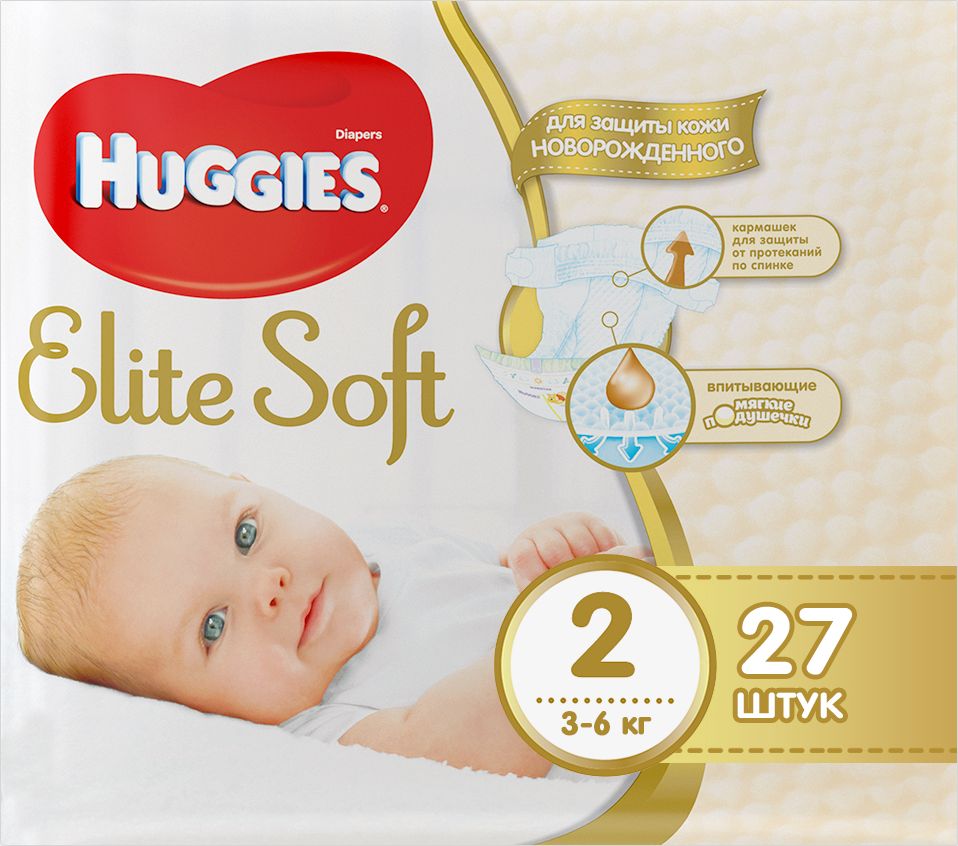 Diapers
HUGGIES®
Elite Soft
для защиты кожи
НОВОРОЖДЕННОГО
кармашек
для защиты
от протеканий
по спинке
впитывающие
мягкие
подушечки
2
3-6 кг
27
ШТУК